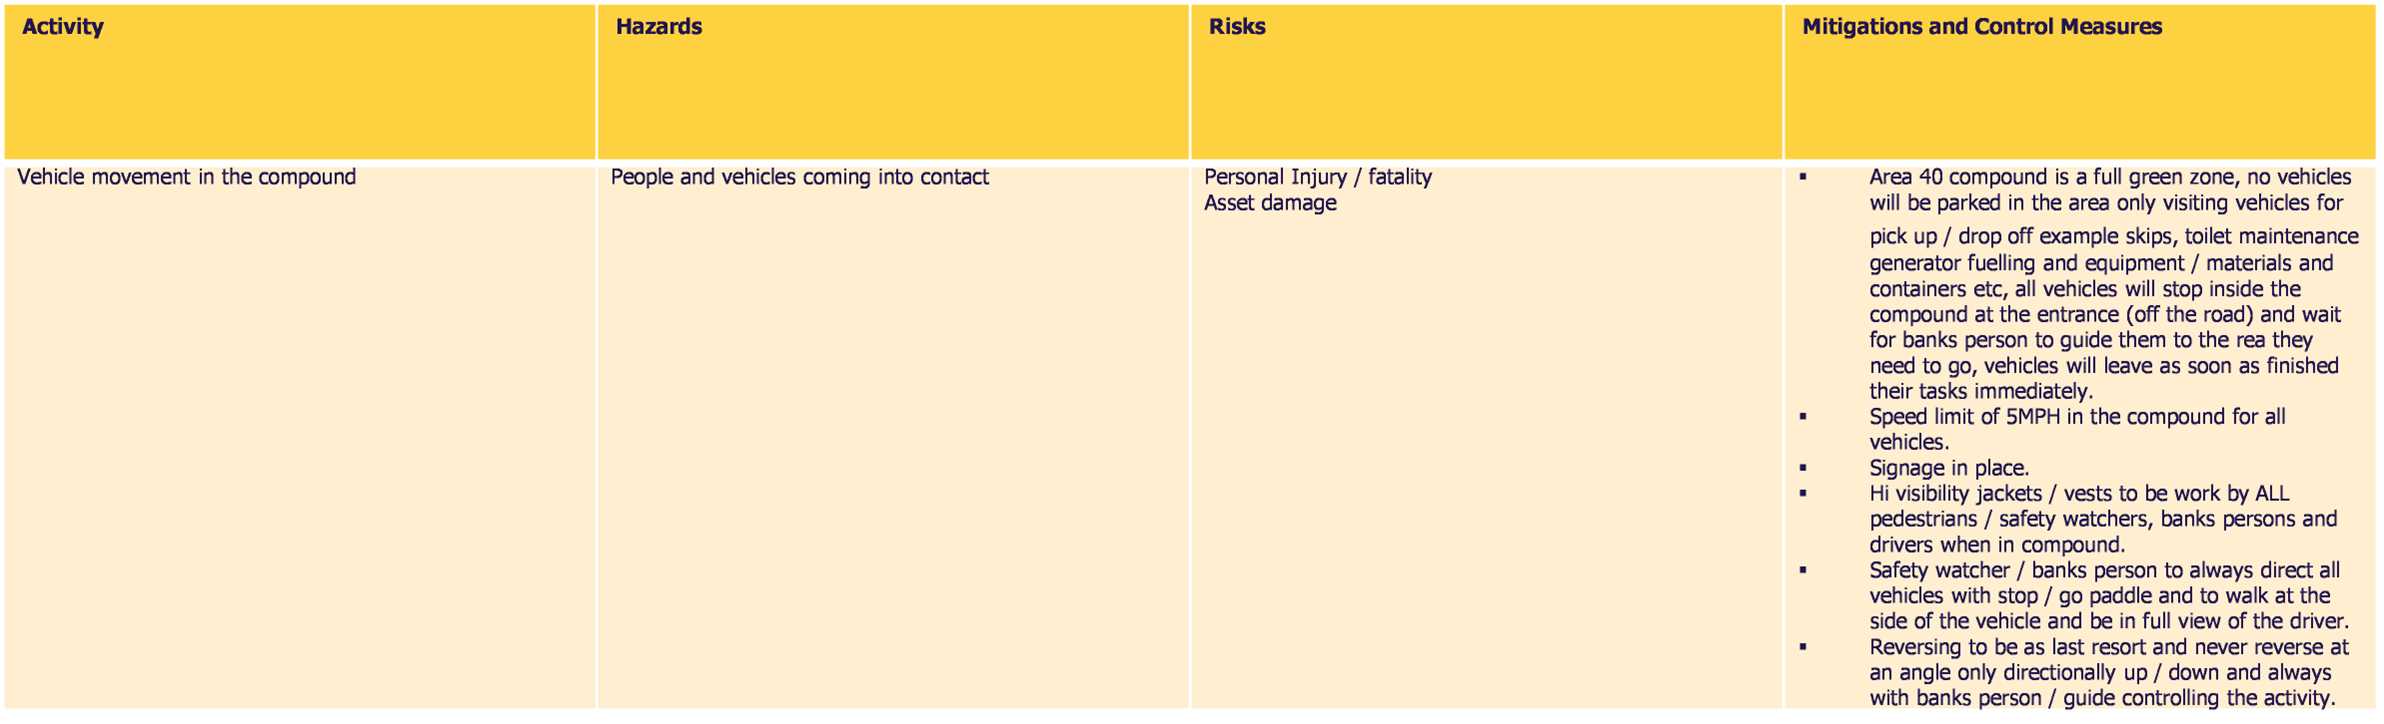 Activity
Hazards
Risks
Mitigations and Control Measures
Vehicle movement in the compound
People and vehicles coming into contact
Personal Injury / fatality
Asset damage
▪ Area 40 compound is a full green zone, no vehicles
will be parked in the area only visiting vehicles for
pick up / drop off example skips, toilet maintenance
generator fuelling and equipment / materials and
containers etc, all vehicles will stop inside the
compound at the entrance (off the road) and wait
for banks person to guide them to the rea they
need to go, vehicles will leave as soon as finished
their tasks immediately.
▪ Speed limit of 5MPH in the compound for all
vehicles.
▪ Signage in place.
▪ Hi visibility jackets / vests to be work by ALL
pedestrians / safety watchers, banks persons and
drivers when in compound.
▪ Safety watcher / banks person to always direct all
vehicles with stop / go paddle and to walk at the
side of the vehicle and be in full view of the driver.
▪ Reversing to be as last resort and never reverse at
an angle only directionally up / down and always
with banks person / guide controlling the activity.